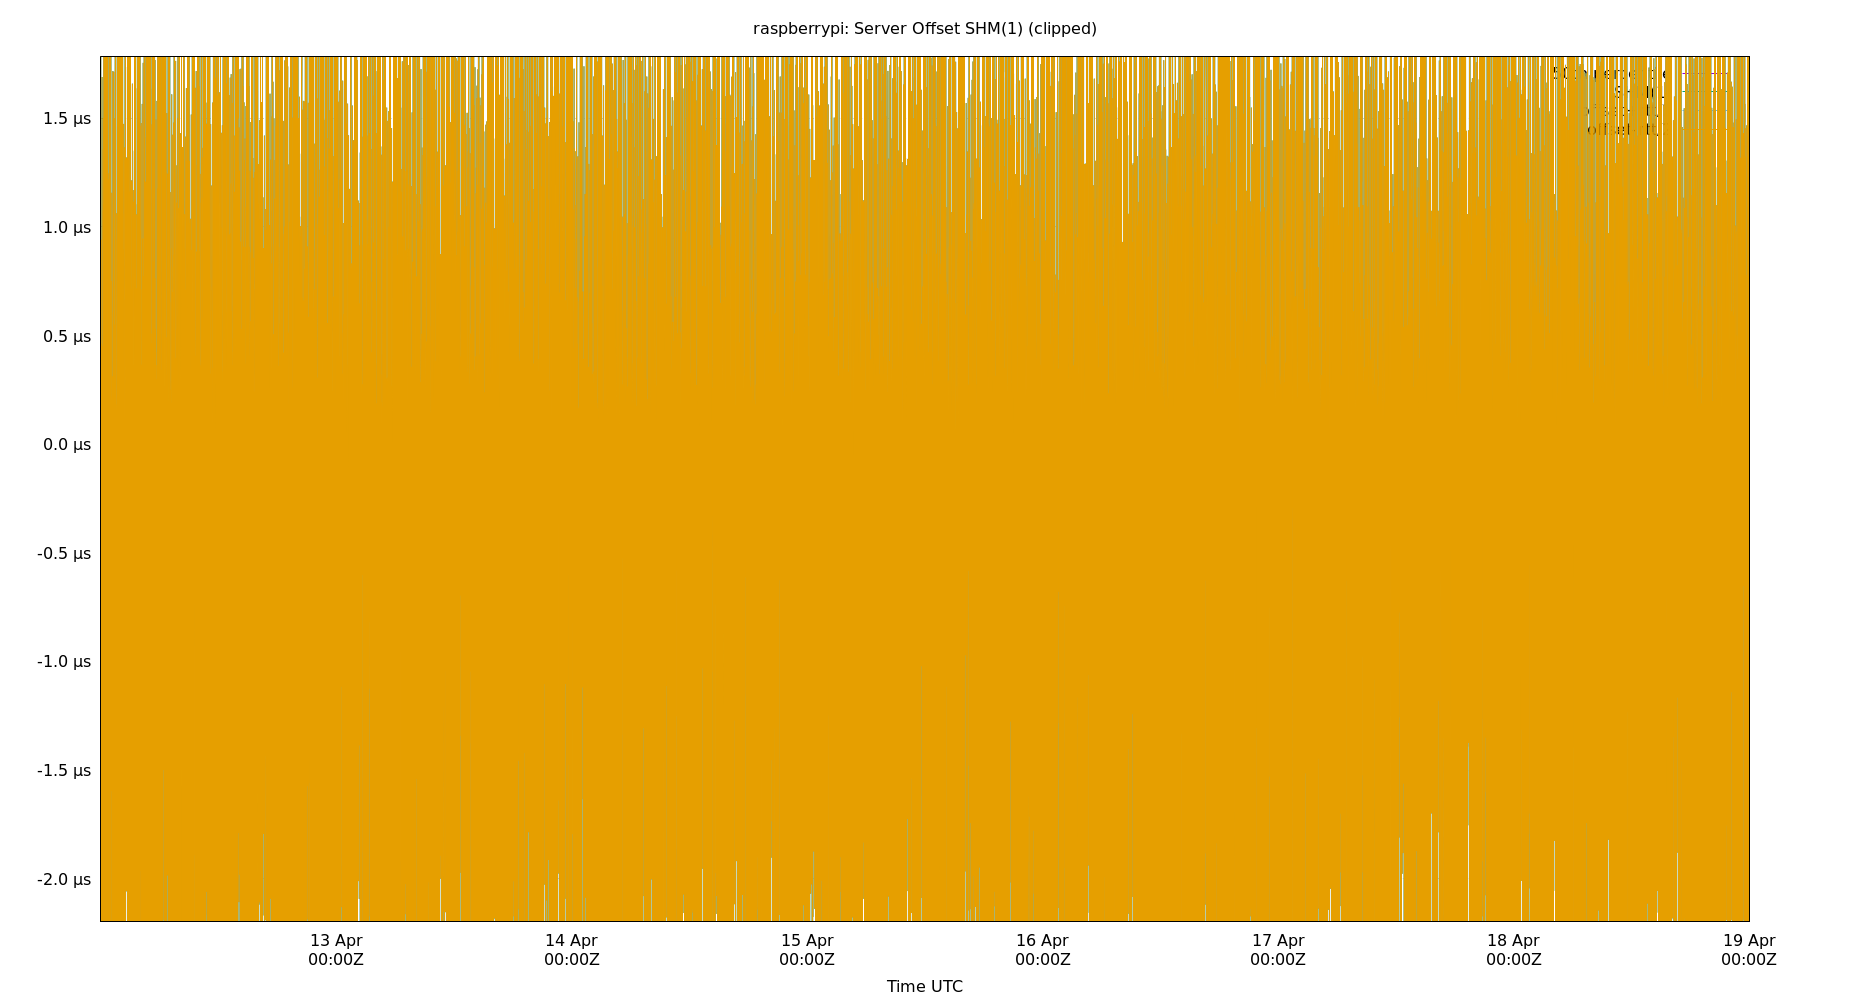 raspberrypi: Server Offset SHM(1) (clipped)
1.5 µs
1.0 µs
0.5 µs
0.0 µs
-0.5 µs
-1.0 µs
-1.5 µs
-2.0 µs
13 Apr
00:00Z
14 Apr
00:00Z
15 Apr
00:00Z
16 Apr
00:00Z
17 Apr
00:00Z
18 Apr
00:00Z
19 Apr
00:00Z
Time UTC